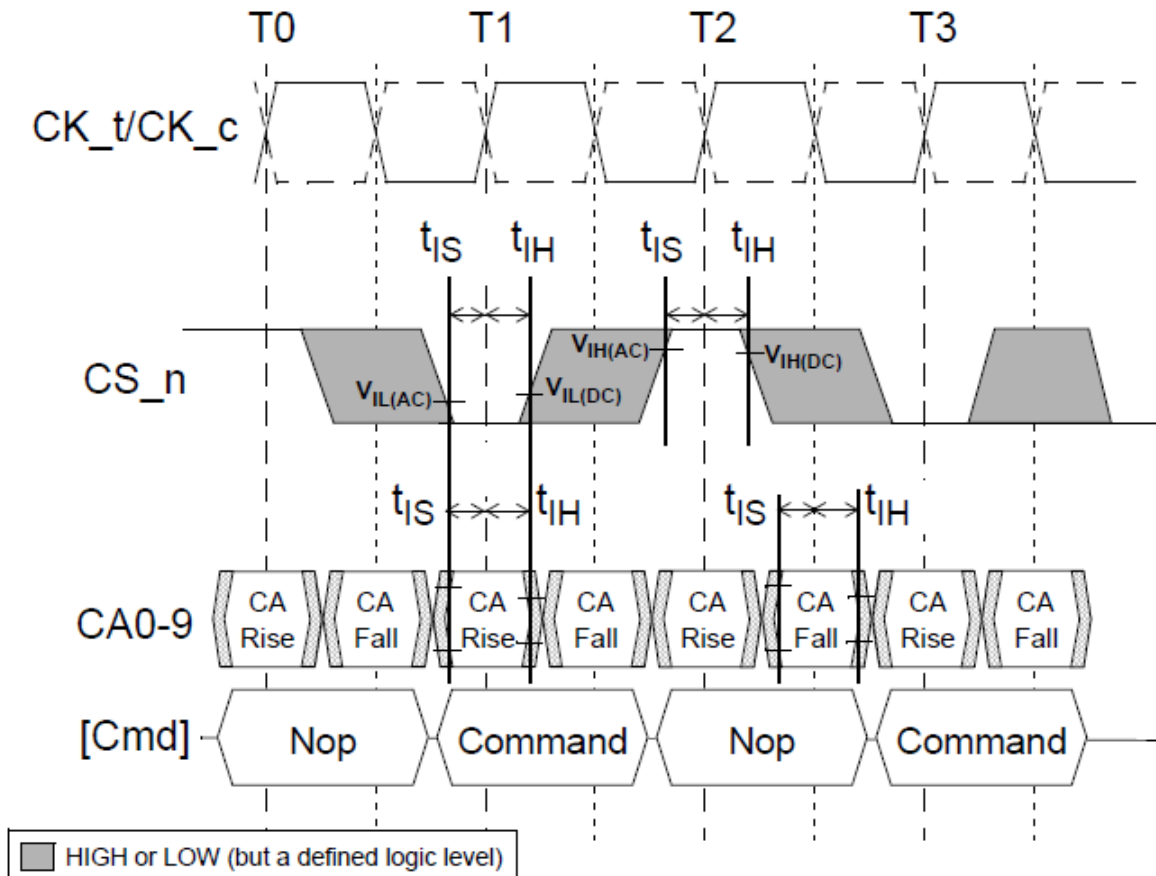 T0 T1 T2 T3
CK_t/CK_c
tIS tIH tIS tIH
CS_n
VIL(AC) VIL(DC) VIH(AC) VIH(DC)
tIS tIH tIS tIH
CA0-9
CA Rise CA Fall CA Rise CA Fall CA Rise CA Fall CA Rise CA Fall
[Cmd] Nop Command Nop Command
HIGH or LOW (but a defined logic level)